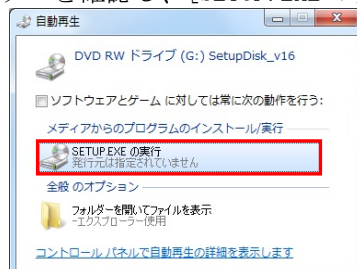 自動再生
DVD RW ドライブ (G:) SetupDisk_v16
ソフトウェアとゲーム に対しては常に次の動作を行う:
メディアからのプログラムのインストール/実行
SETUP.EXE の実行
発行元は指定されていません
全般 のオプション
フォルダーを開いてファイルを表示
-エクスプローラー使用
コントロール パネルで自動再生の詳細を表示します